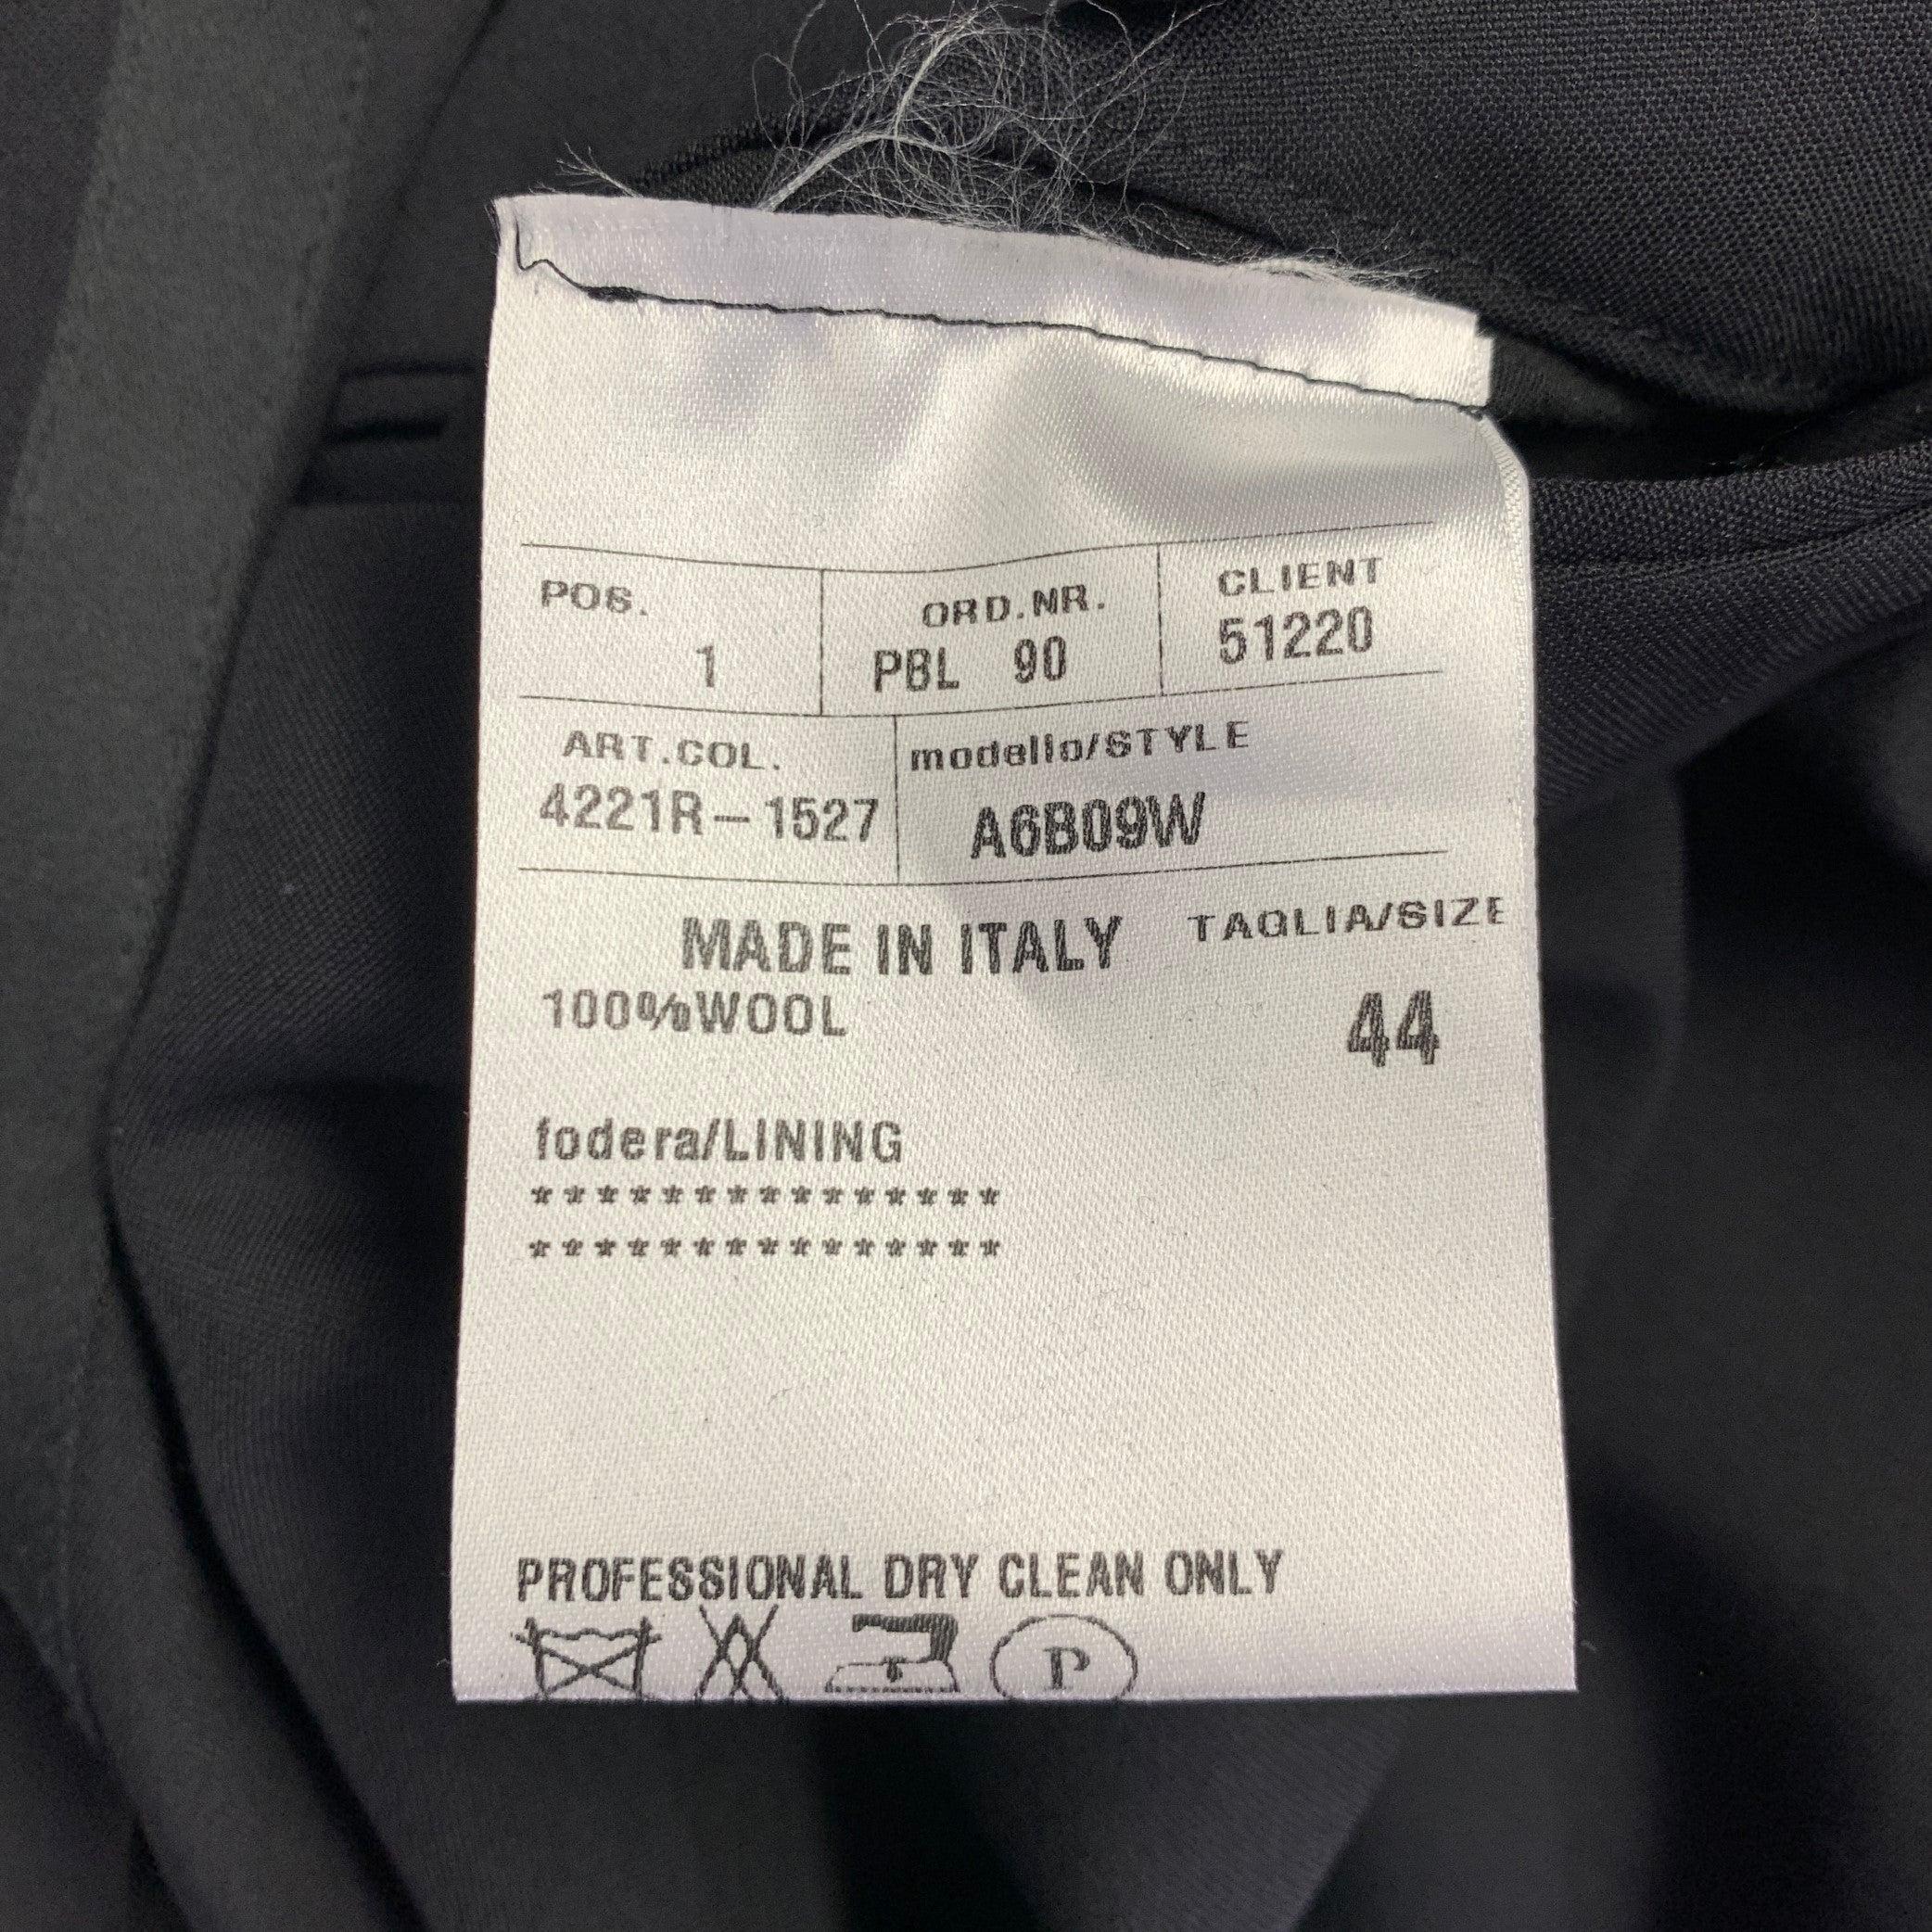 POS. ORD.NR. CLIENT
1 PBL 90 51220
ART.COL. modello/STYLE
4221R-1527 A6B09W
MADE IN ITALY TAGLIA/SIZE
100%WOOL 44
fodera/LINING
***************
***************
PROFESSIONAL DRY CLEAN ONLY
P